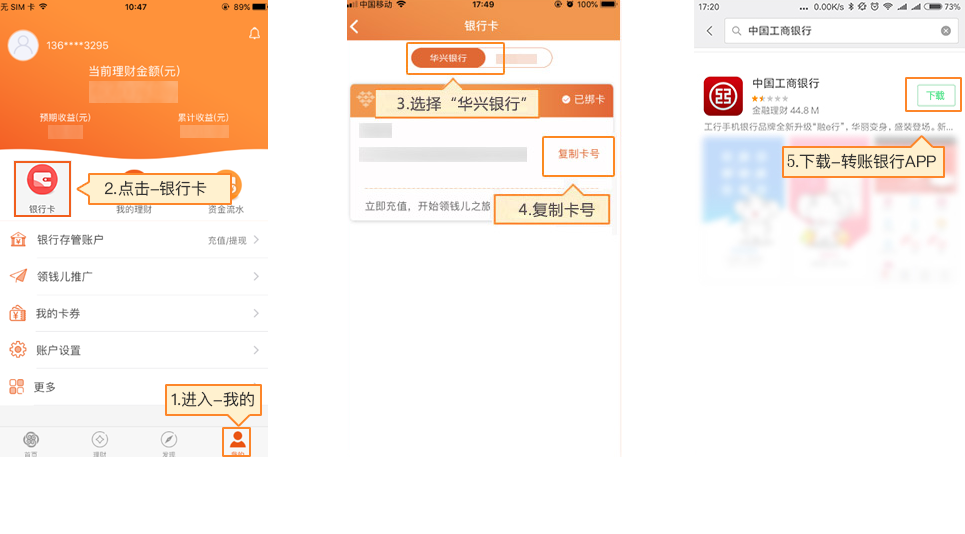 无 SIM 卡
10:47
89%
136****3295
当前理财金额(元)
预期收益(元)
累计收益(元)
2.点击-银行卡
银行卡
我的理财
资金流水
银行存管账户
充值/提现
领钱儿推广
我的卡券
账户设置
更多
1.进入-我的
首页
理财
发现
我的
中国移动
17:49
100%
银行卡
华兴银行
3.选择“华兴银行”
已绑卡
复制卡号
立即充值，开始领钱儿之旅
4.复制卡号
17:20
... 0.00K/s
73%
中国工商银行
中国工商银行
下载
金融理财 44.8 M
工行手机银行品牌全新升级“融e行”，华丽变身，盛装登场。新...
5.下载-转账银行APP